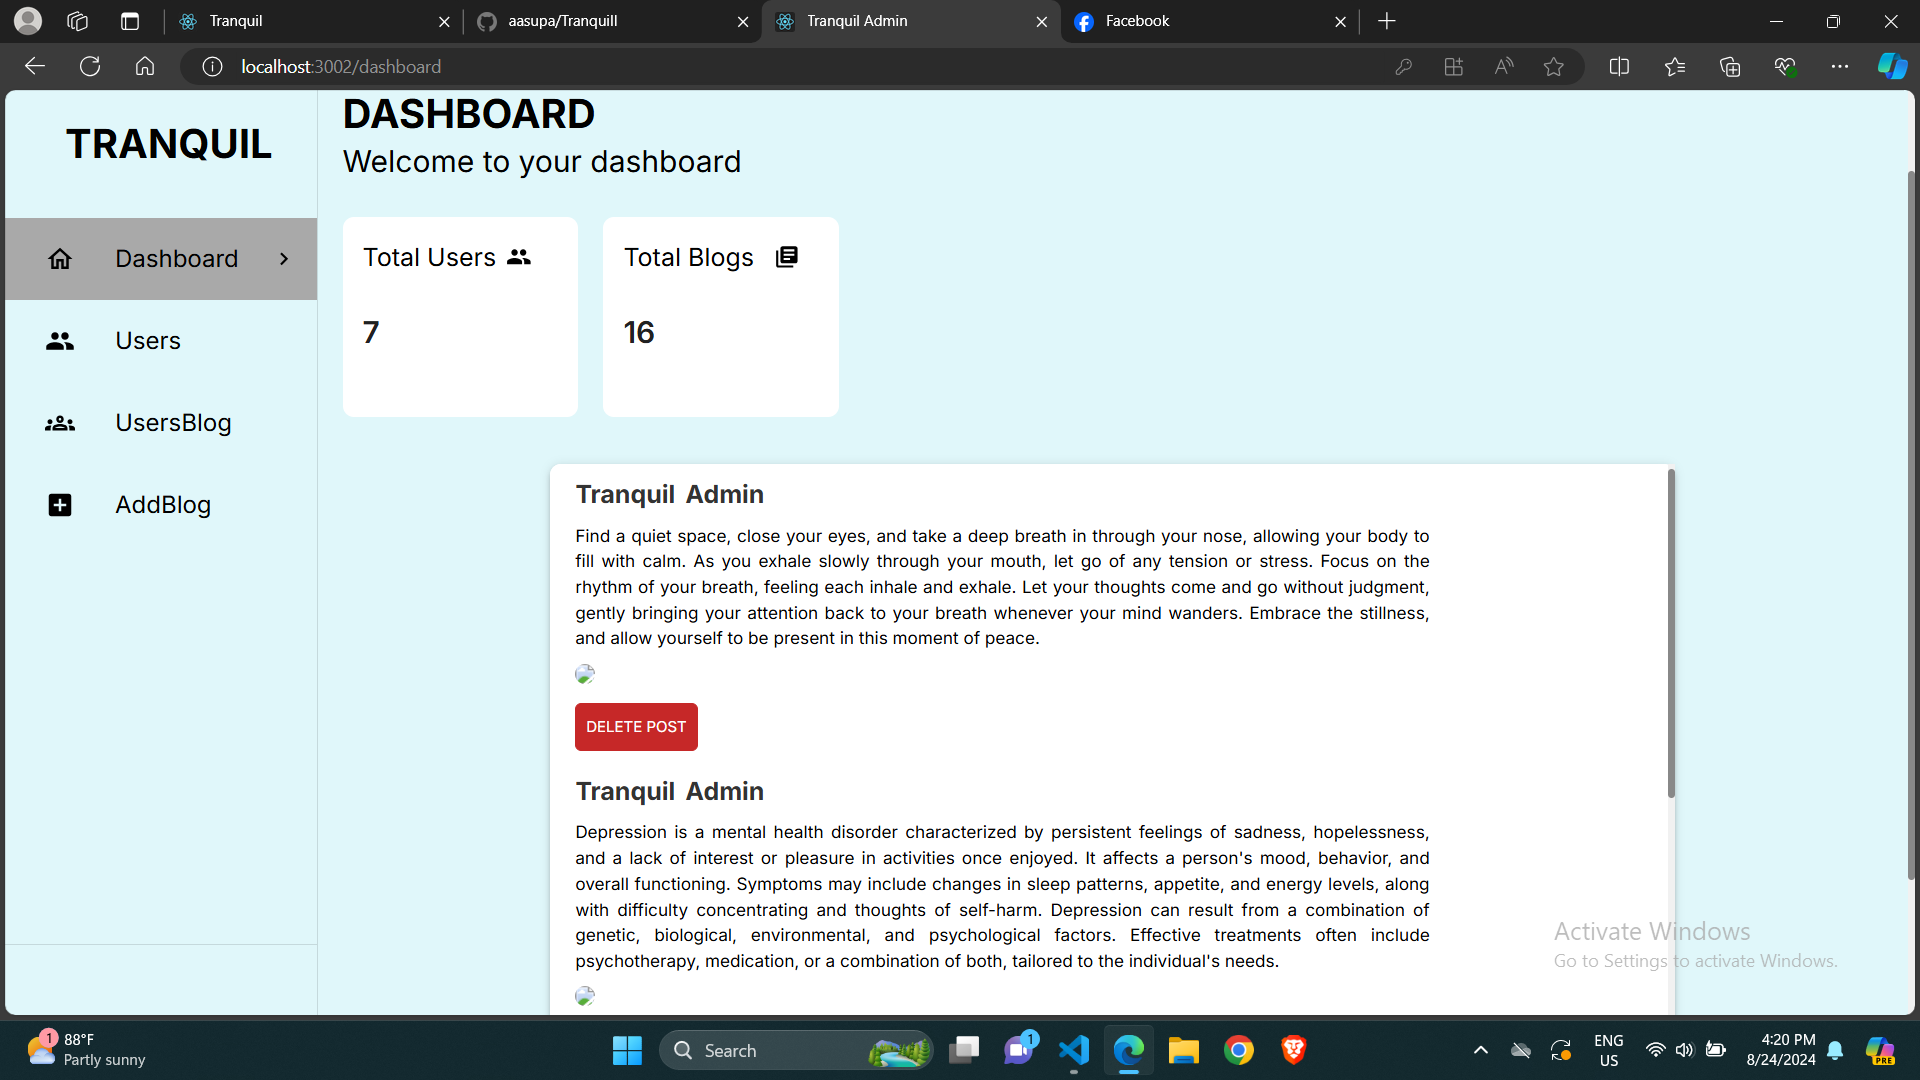 Tranquil
aasupa/Tranquill
Tranquil Admin
Facebook
localhost:3002/dashboard
TRANQUIL
Dashboard
Users
UsersBlog
AddBlog
DASHBOARD
Welcome to your dashboard
Total Users
7
Total Blogs
16
Tranquil Admin
Find a quiet space, close your eyes, and take a deep breath in through your nose, allowing your body to
fill with calm. As you exhale slowly through your mouth, let go of any tension or stress. Focus on the
rhythm of your breath, feeling each inhale and exhale. Let your thoughts come and go without judgment,
gently bringing your attention back to your breath whenever your mind wanders. Embrace the stillness,
and allow yourself to be present in this moment of peace.
DELETE POST
Tranquil Admin
Depression is a mental health disorder characterized by persistent feelings of sadness, hopelessness,
and a lack of interest or pleasure in activities once enjoyed. It affects a person's mood, behavior, and
overall functioning. Symptoms may include changes in sleep patterns, appetite, and energy levels, along
with difficulty concentrating and thoughts of self-harm. Depression can result from a combination of
genetic, biological, environmental, and psychological factors. Effective treatments often include
psychotherapy, medication, or a combination of both, tailored to the individual's needs.
Activate Windows
Go to Settings to activate Windows.
1
88°F
Partly sunny
Search
1
ENG
US
4:20 PM
8/24/2024
PRE